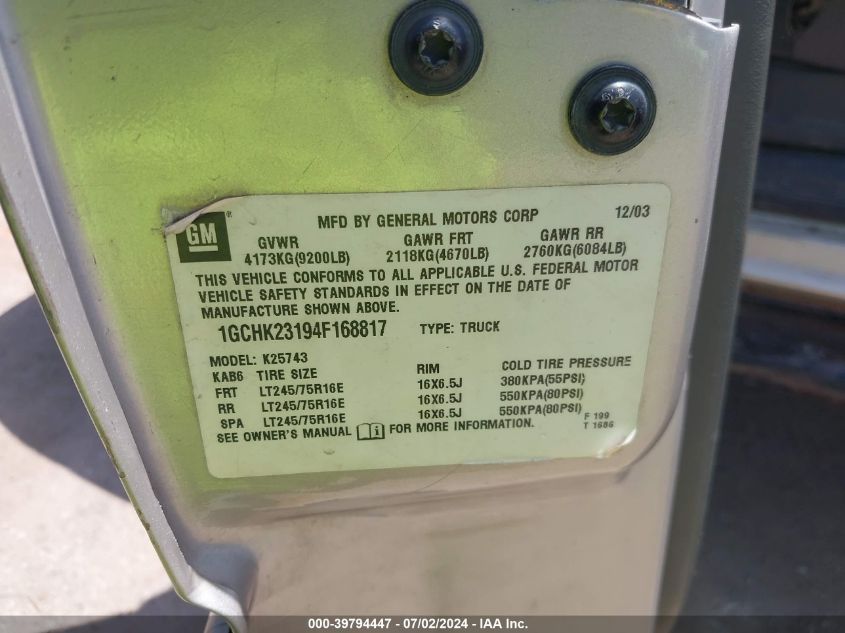 GM ®
MFD BY GENERAL MOTORS CORP 12/03
GVWR GAWR FRT GAWR RR
4173KG(9200LB) 2118KG(4670LB) 2760KG(6084LB)
THIS VEHICLE CONFORMS TO ALL APPLICABLE U.S. FEDERAL MOTOR
VEHICLE SAFETY STANDARDS IN EFFECT ON THE DATE OF
MANUFACTURE SHOWN ABOVE.
1GCHK23194F168817 TYPE: TRUCK
MODEL: K25743
KAB6 TIRE SIZE RIM COLD TIRE PRESSURE
FRT LT245/75R16E 16X6.5J 380KPA(55PSI)
RR LT245/75R16E 16X6.5J 550KPA(80PSI)
SPA LT245/75R16E 16X6.5J 550KPA(80PSI)
SEE OWNER'S MANUAL FOR MORE INFORMATION.
F 199
T 1686
000-39794447 - 07/02/2024 - IAA Inc.